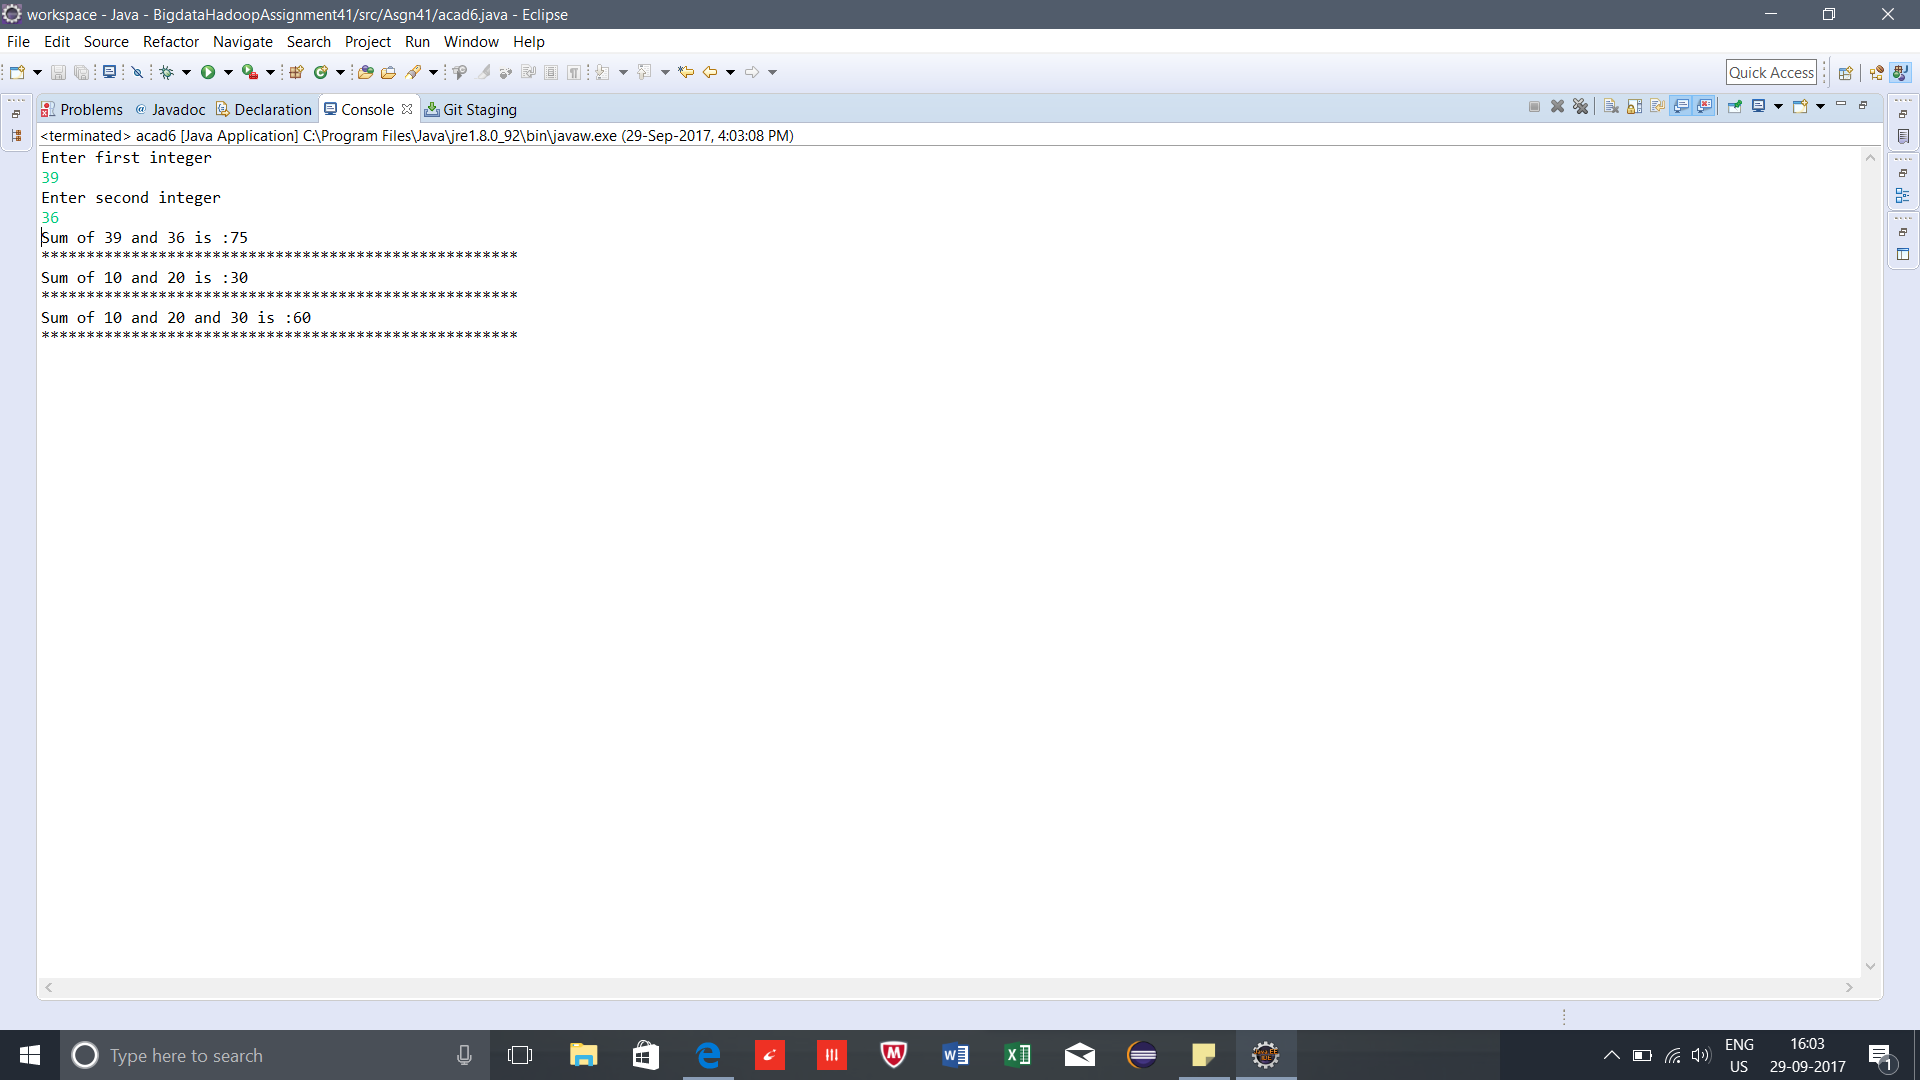 workspace - Java - BigdataHadoopAssignment41/src/Asgn41/acad6.java - Eclipse
File Edit Source Refactor Navigate Search Project Run Window Help
Quick Access
Problems @ Javadoc Declaration Console Git Staging
<terminated> acad6 [Java Application] C:\Program Files\Java\jre1.8.0_92\bin\javaw.exe (29-Sep-2017, 4:03:08 PM)
Enter first integer
39
Enter second integer
36
Sum of 39 and 36 is :75
*****************************************************
Sum of 10 and 20 is :30
*****************************************************
Sum of 10 and 20 and 30 is :60
*****************************************************
Type here to search
ENG
US
16:03
29-09-2017
1